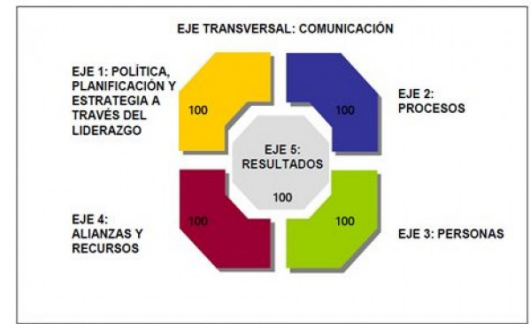 EJE TRANSVERSAL: COMUNICACIÓN
EJE 1: POLÍTICA,
PLANIFICACIÓN Y
ESTRATEGIA A
TRAVÉS DEL
LIDERAZGO
100
100
EJE 2:
PROCESOS
EJE 5:
RESULTADOS
100
EJE 4:
ALIANZAS Y
RECURSOS
100
100
EJE 3: PERSONAS